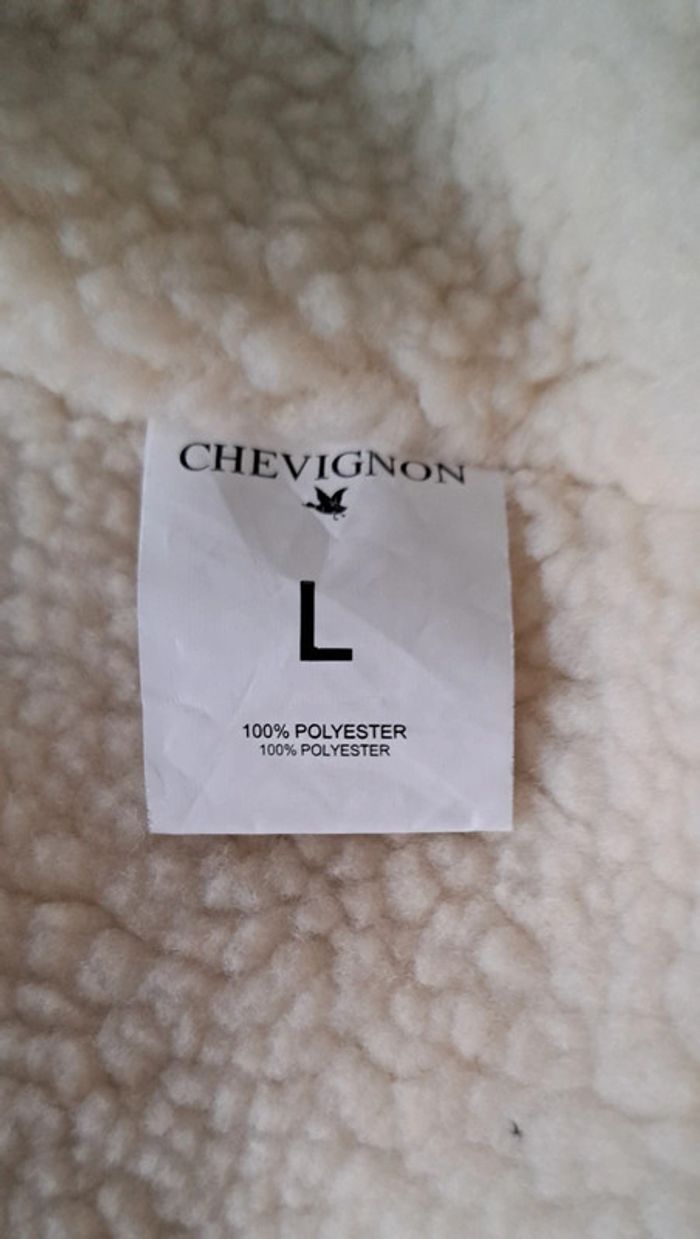 CHEVIGNON
L
100% POLYESTER
100% POLYESTER